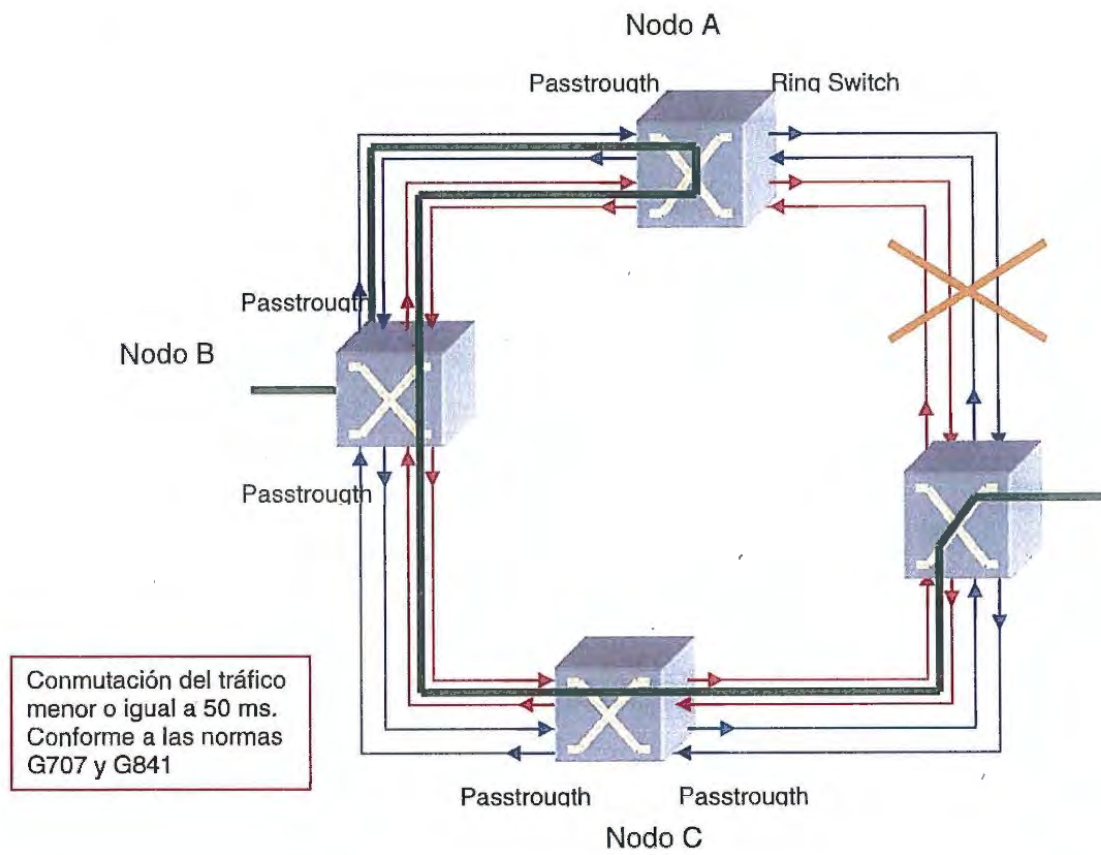 Nodo A
Passtrougth
Ring Switch
Passtrougth
Nodo B
Passtrougth
Conmutación del tráfico
menor o igual a 50 ms.
Conforme a las normas
G707 y G841
Passtrougth
Passtrougth
Nodo C